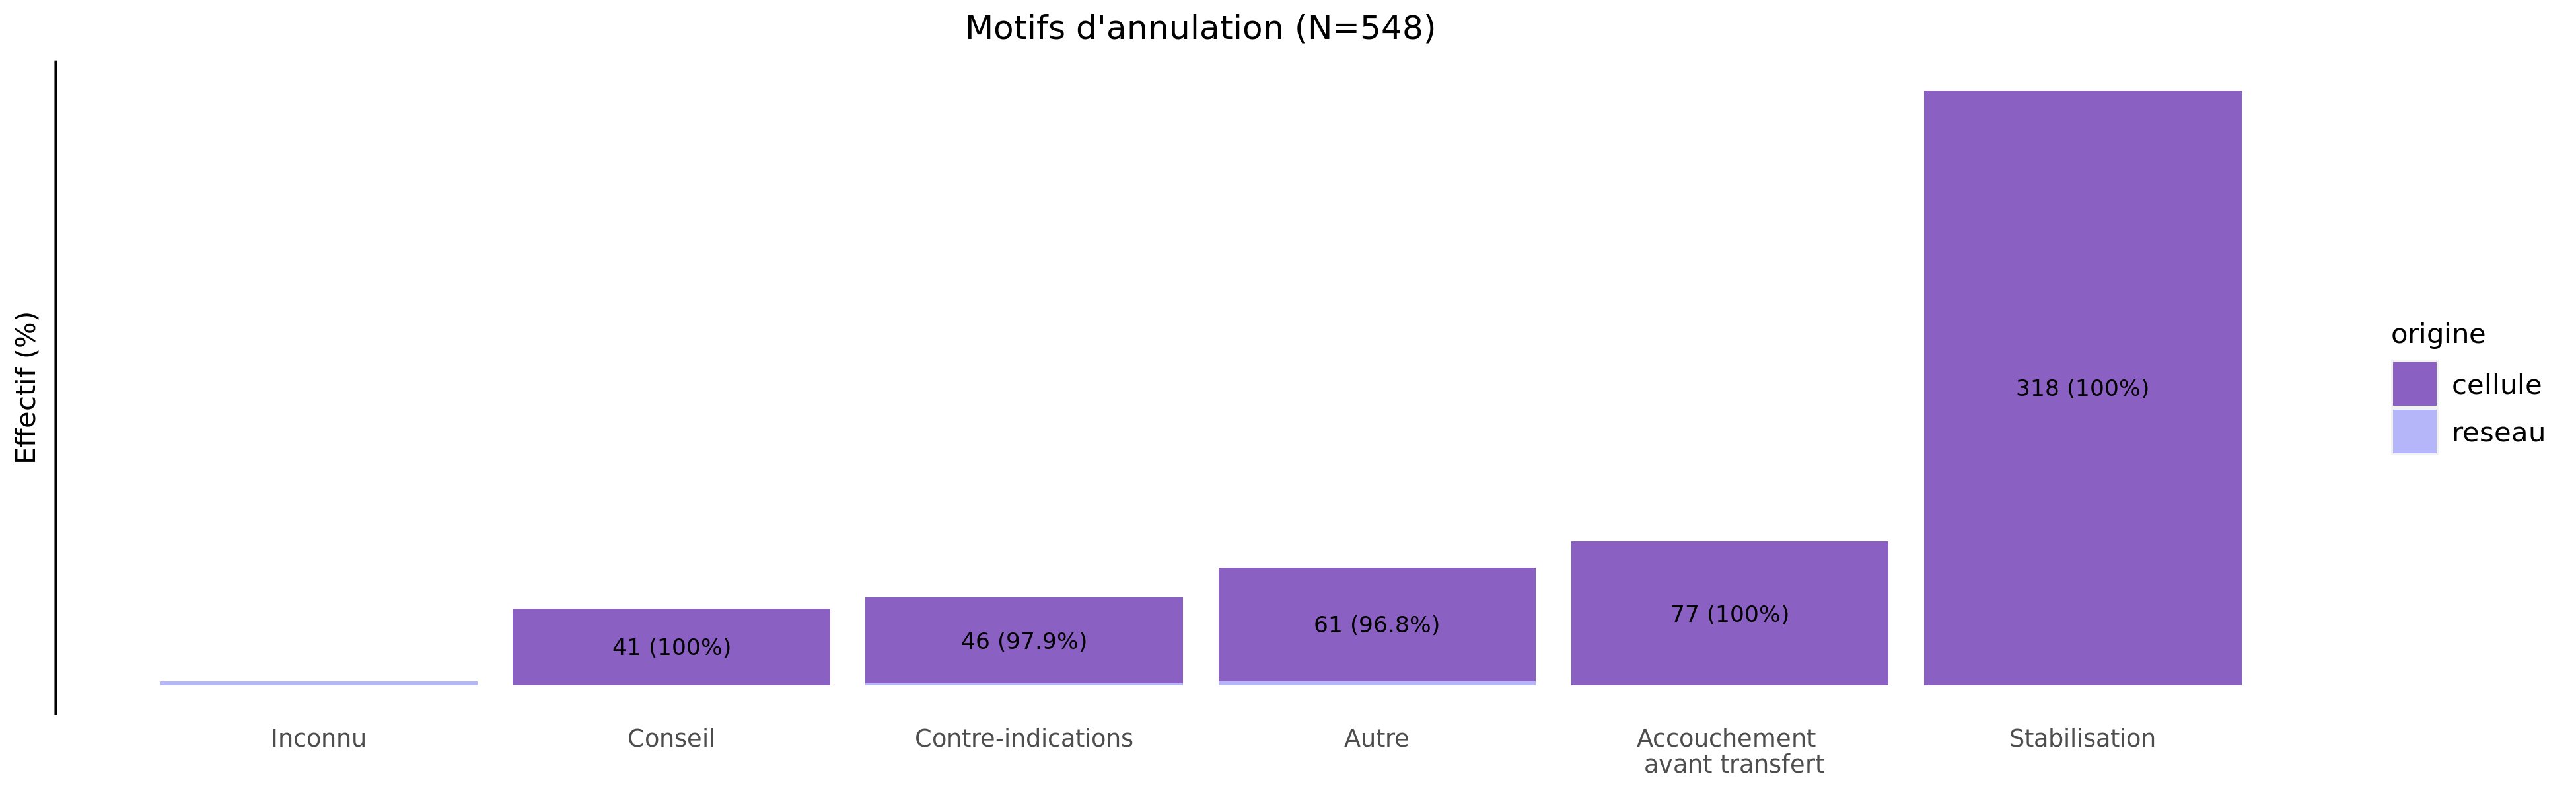 Motifs d'annulation (N=548)
Effectif (%)
318 (100%)
77 (100%)
61 (96.8%)
46 (97.9%)
41 (100%)
origine
cellule
reseau
Inconnu
Conseil
Contre-indications
Autre
Accouchement
avant transfert
Stabilisation